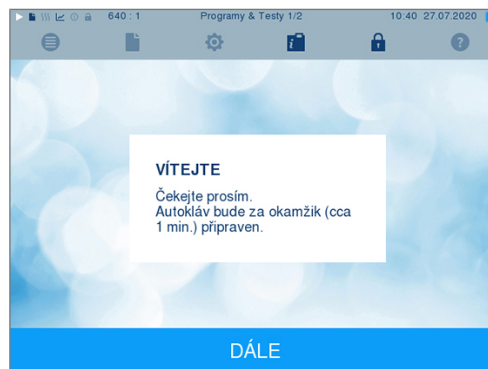 640 : 1 Programy & Testy 1/2 10:40 27.07.2020
VÍTEJTE
Čekejte prosím.
Autokláv bude za okamžik (cca
1 min.) připraven.
DÁLE